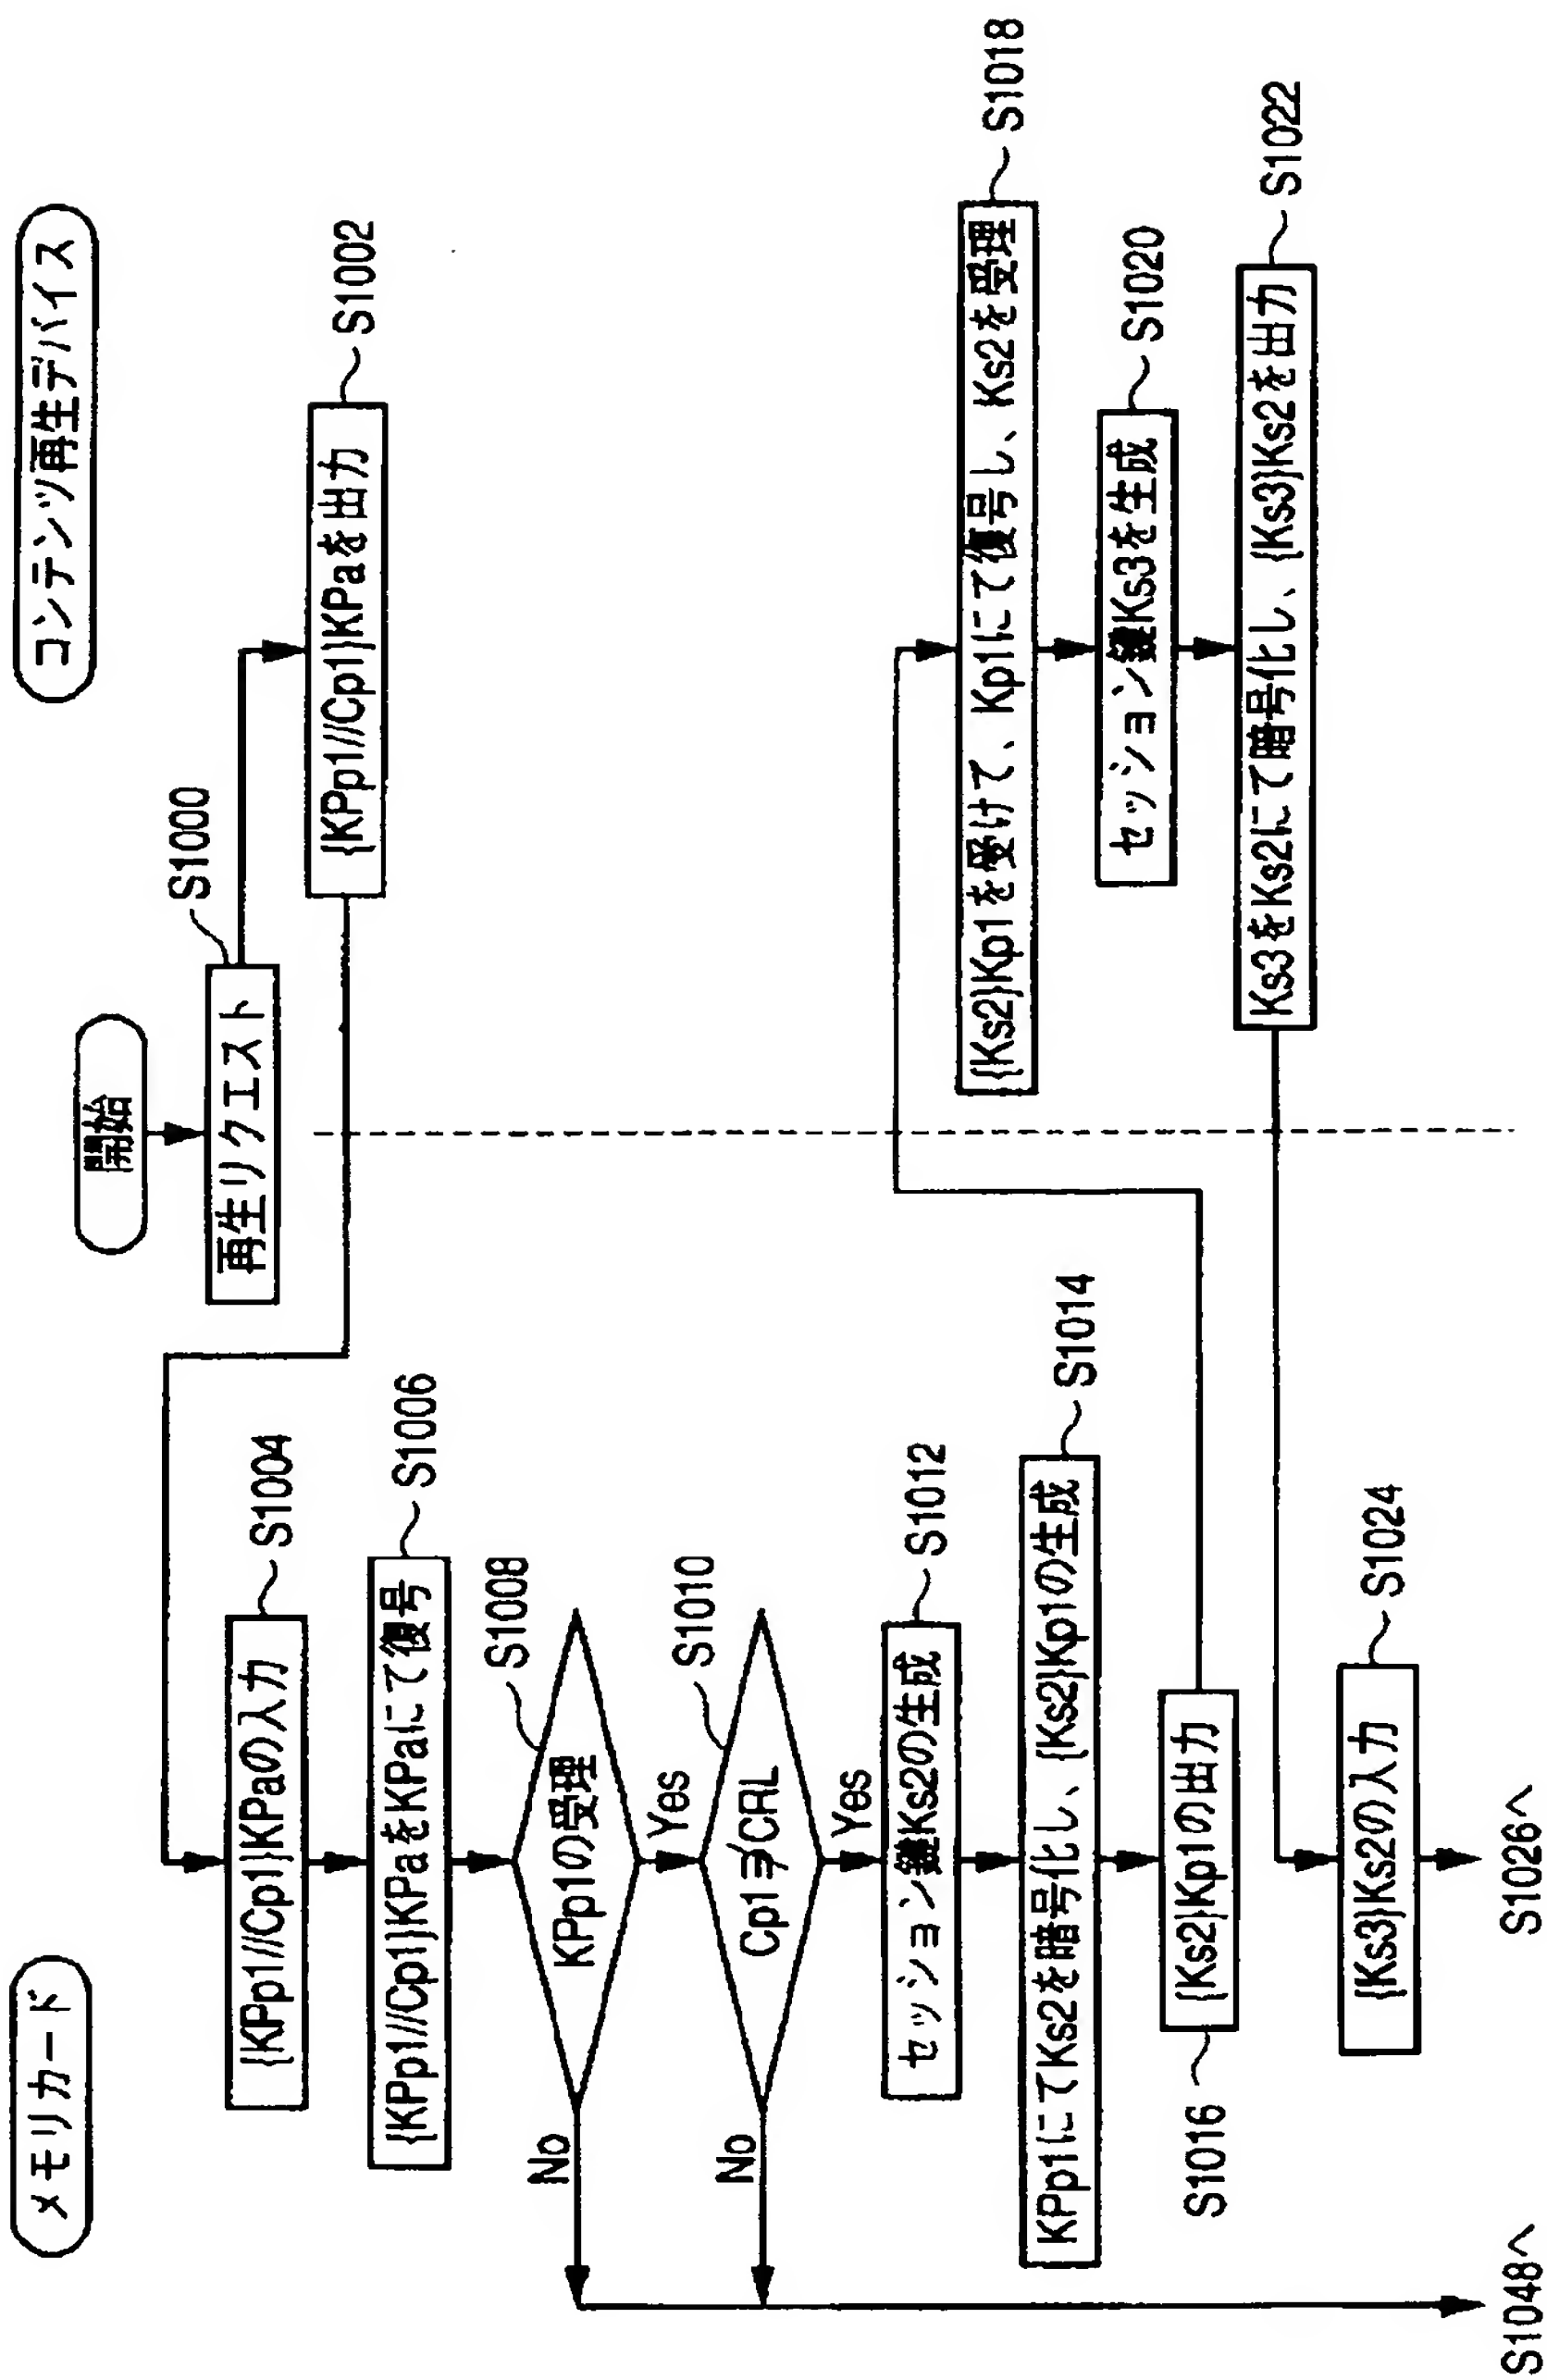 メモリカード
コンテンツ再生デバイス
開始
再生リクエスト
S1000
{KPp1//Cp1}KPaを出力
S1002
{KPp1//Cp1}KPaの入力
S1004
{KPp1//Cp1}KPaをKPaにて復号
S1006
KPp1の受理
S1008
No
Yes
Cp1∌CRL
S1010
No
Yes
セッション鍵Ks2の生成
S1012
KPp1にてKs2を暗号化し、{Ks2}Kp1の生成
S1014
{Ks2}Kp1の出力
S1016
{Ks2}Kp1を受けて、Kp1にて復号し、Ks2を受理
S1018
セッション鍵Ks3を生成
S1020
Ks3をKs2にて暗号化し、{Ks3}Ks2を出力
S1022
{Ks3}Ks2の入力
S1024
S1048へ
S1026へ